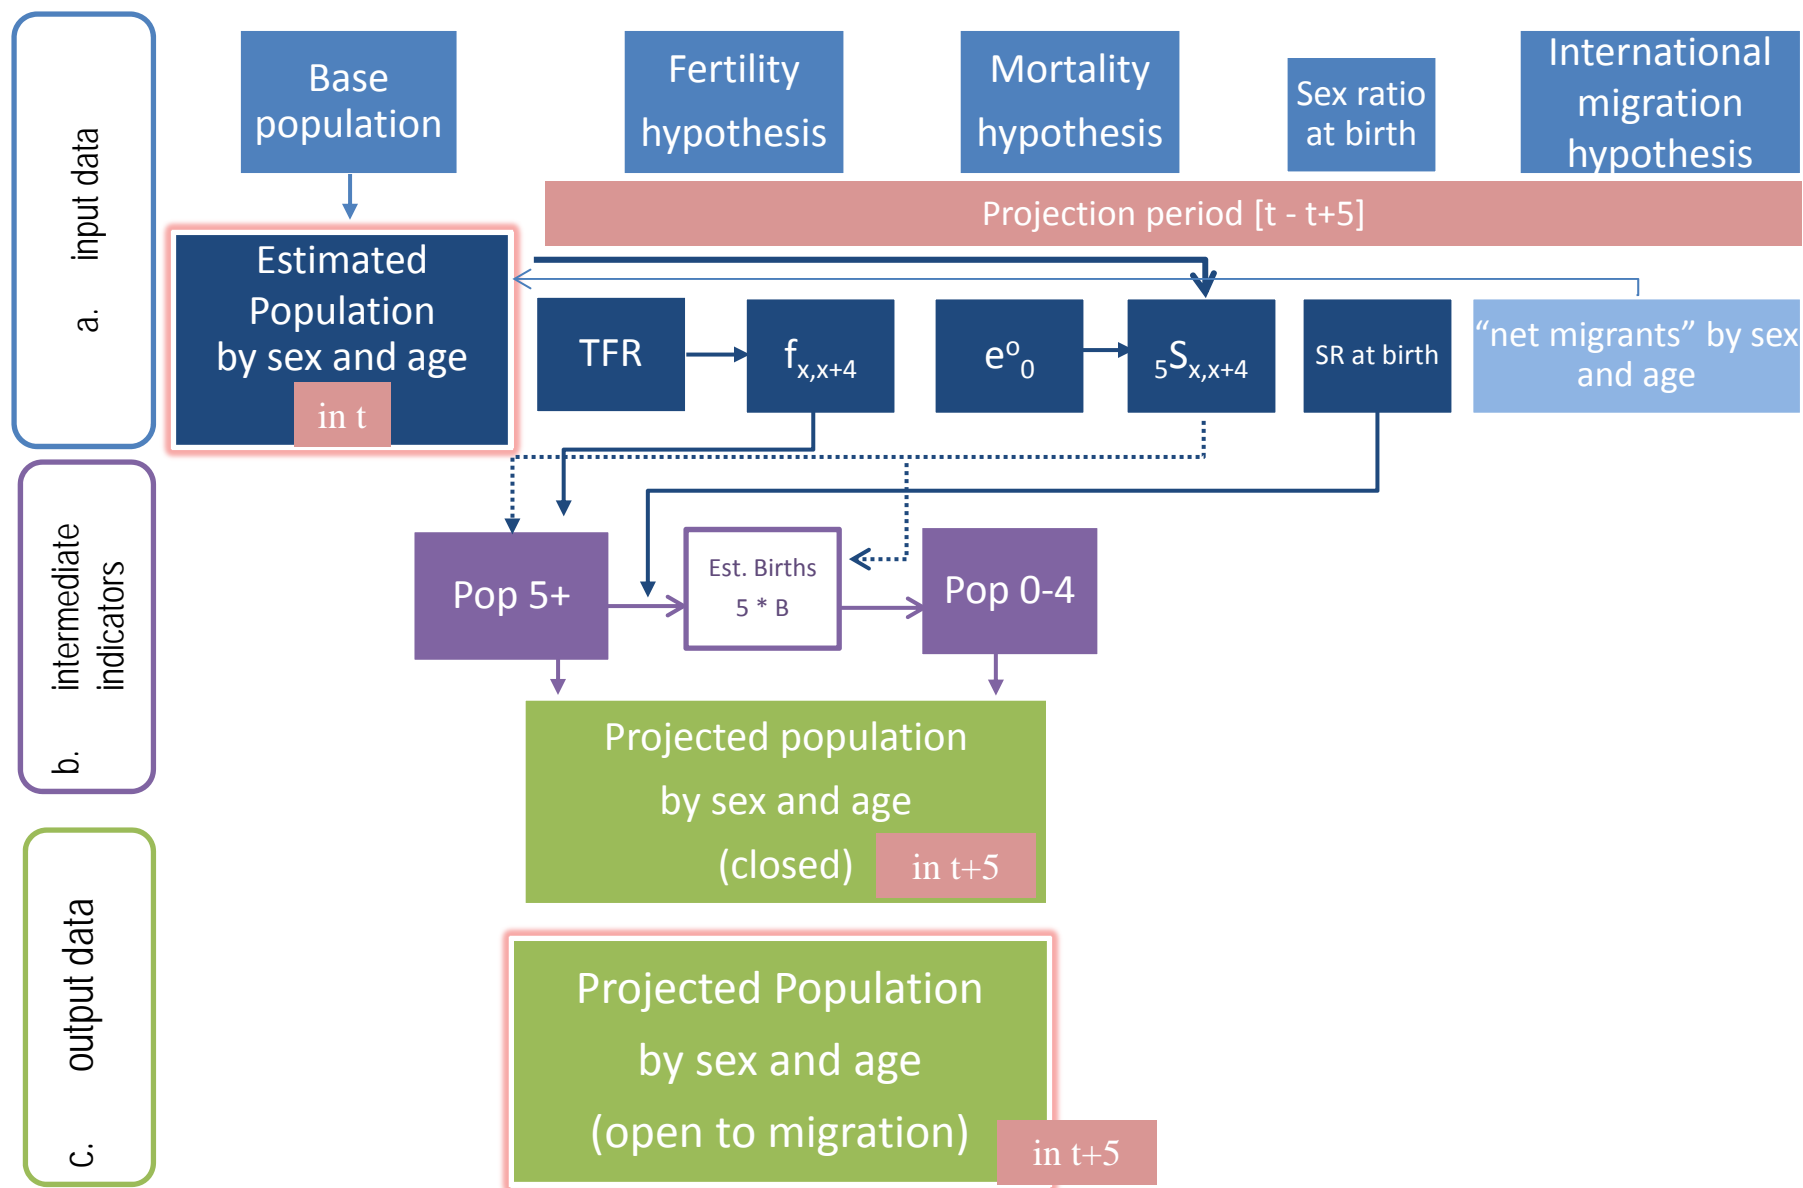 a. input data
Base
population
Fertility
hypothesis
Mortality
hypothesis
Sex ratio
at birth
International
migration
hypothesis
Projection period [t - t+5]
Estimated
Population
by sex and age
in t
TFR
fx,x+4
eo0
5Sx,x+4
SR at birth
“net migrants” by sex
and age
b. intermediate
indicators
Pop 5+
Est. Births
5 * B
Pop 0-4
Projected population
by sex and age
(closed)
in t+5
c. output data
Projected Population
by sex and age
(open to migration)
in t+5